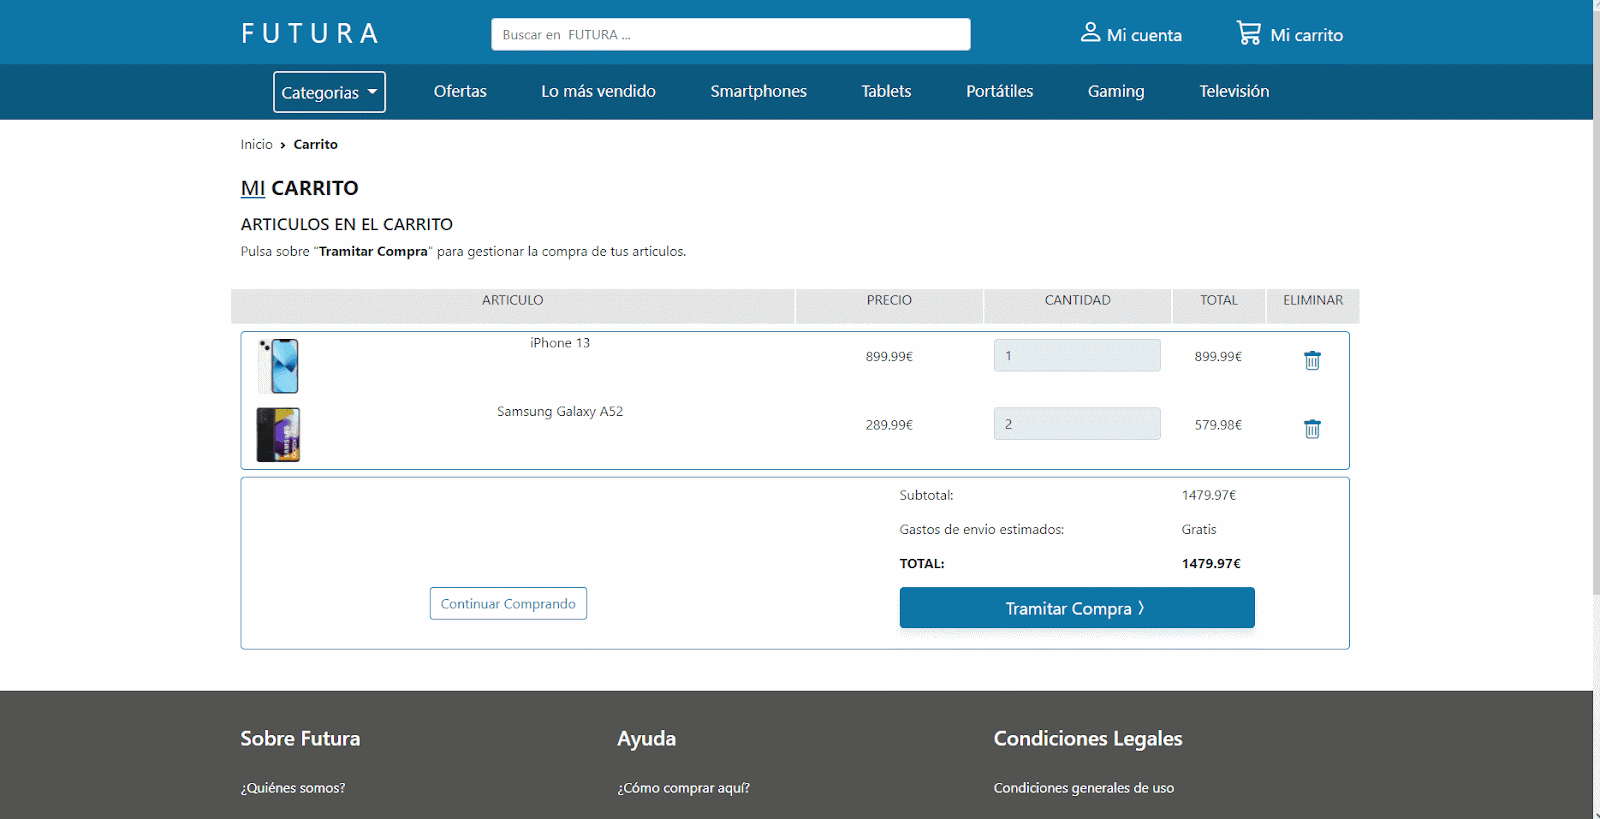 FUTURA
Buscar en FUTURA ...
Mi cuenta
Mi carrito
Categorias
Ofertas
Lo más vendido
Smartphones
Tablets
Portátiles
Gaming
Televisión
Inicio › Carrito
MI CARRITO
ARTICULOS EN EL CARRITO
Pulsa sobre "Tramitar Compra" para gestionar la compra de tus articulos.
ARTICULO PRECIO CANTIDAD TOTAL ELIMINAR
iPhone 13
899.99€ 1 899.99€
Samsung Galaxy A52
SAMSUNG
289.99€ 2 579.98€
Subtotal: 1479.97€
Gastos de envio estimados: Gratis
TOTAL: 1479.97€
Continuar Comprando
Tramitar Compra ⟩
Sobre Futura
Ayuda
Condiciones Legales
¿Quiénes somos?
¿Cómo comprar aquí?
Condiciones generales de uso